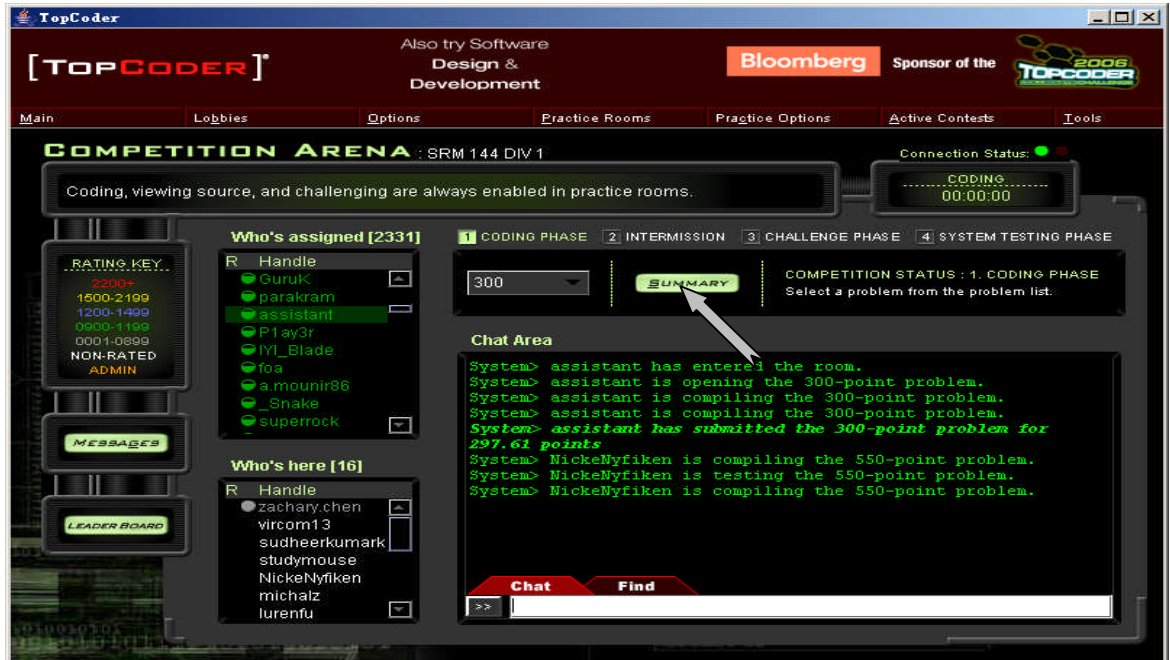 TopCoder
[TOPCODER]®
Also try Software
Design &
Development
Bloomberg
Sponsor of the
2006
TOPCODER
Main Lobbies Options Practice Rooms Practice Options Active Contests Tools
COMPETITION ARENA : SRM 144 DIV 1
Connection Status:
Coding, viewing source, and challenging are always enabled in practice rooms.
CODING
00:00:00
RATING KEY
2200+
1500-2199
1200-1499
0900-1199
0001-0899
NON-RATED
ADMIN
MESSAGES
LEADER BOARD
Who's assigned [2331]
R Handle
GuruK
parakram
assistant
P1ay3r
IYI_Blade
foa
a.mounir86
_Snake
superrock
Who's here [16]
R Handle
zachary.chen
vircom13
sudheerkumark
studymouse
NickeNyfiken
michalz
lurenfu
1 CODING PHASE 2 INTERMISSION 3 CHALLENGE PHASE 4 SYSTEM TESTING PHASE
300
SUMMARY
COMPETITION STATUS : 1. CODING PHASE
Select a problem from the problem list.
Chat Area
System> assistant has entered the room.
System> assistant is opening the 300-point problem.
System> assistant is compiling the 300-point problem.
System> assistant is compiling the 300-point problem.
System> assistant has submitted the 300-point problem for
297.61 points
System> NickeNyfiken is compiling the 550-point problem.
System> NickeNyfiken is testing the 550-point problem.
System> NickeNyfiken is compiling the 550-point problem.
Chat Find
>>